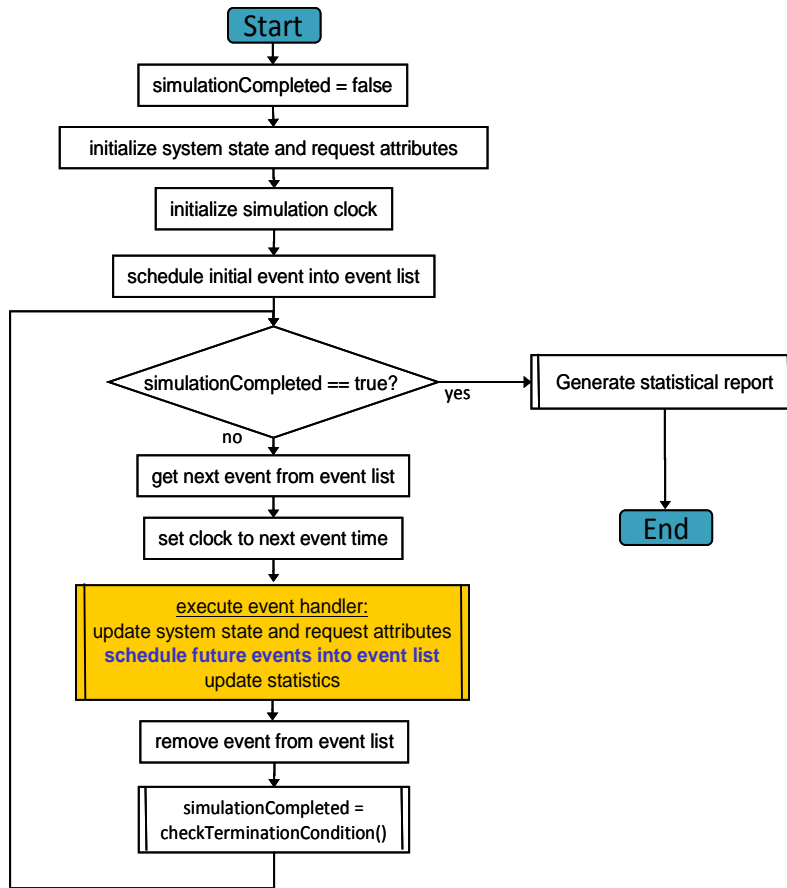 Start
simulationCompleted = false
initialize system state and request attributes
initialize simulation clock
schedule initial event into event list
simulationCompleted == true?
yes
Generate statistical report
no
get next event from event list
set clock to next event time
End
execute event handler:
update system state and request attributes
schedule future events into event list
update statistics
remove event from event list
simulationCompleted =
checkTerminationCondition()